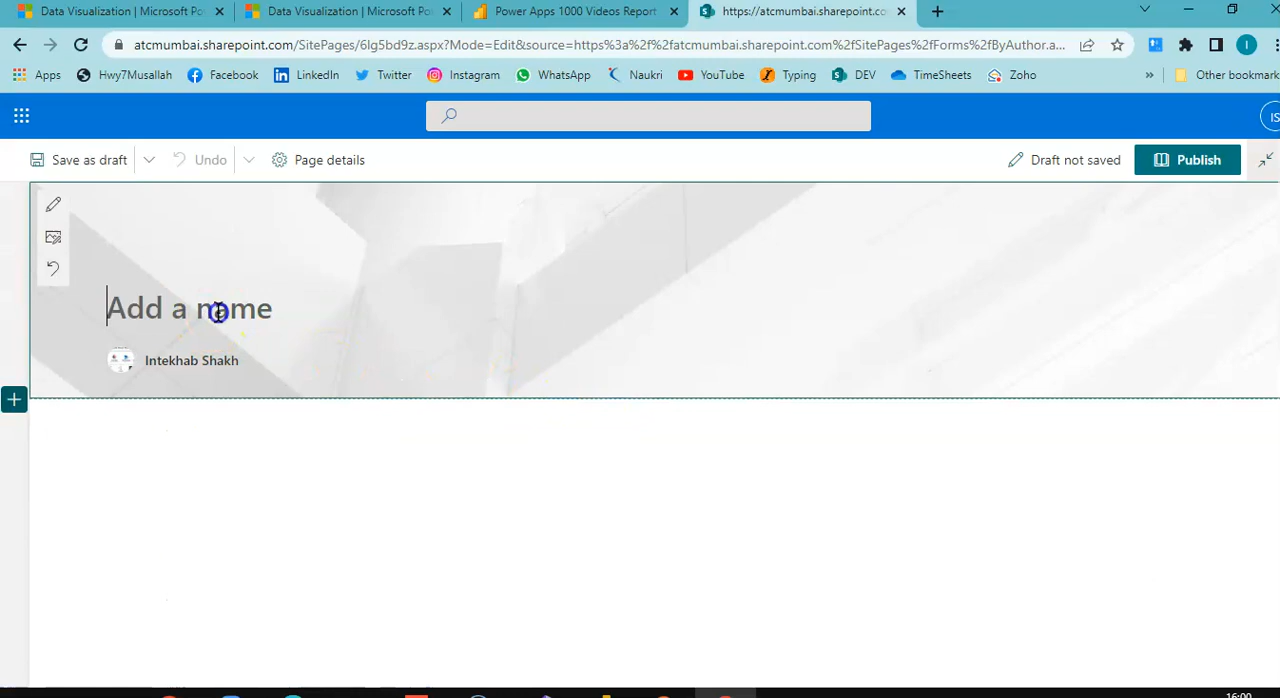 Data Visualization | Microsoft Po
Data Visualization | Microsoft Po
Power Apps 1000 Videos Report
https://atcmumbai.sharepoint.co
atcmumbai.sharepoint.com/SitePages/6lg5bd9z.aspx?Mode=Edit&source=https%3a%2f%2fatcmumbai.sharepoint.com%2fSitePages%2fForms%2fByAuthor.a...
I
Apps
Hwy7Musallah
Facebook
LinkedIn
Twitter
Instagram
WhatsApp
Naukri
YouTube
Typing
DEV
TimeSheets
Zoho
»
Other bookmark
IS
Save as draft
Undo
Page details
Draft not saved
Publish
Add a name
Intekhab Shakh
16:00